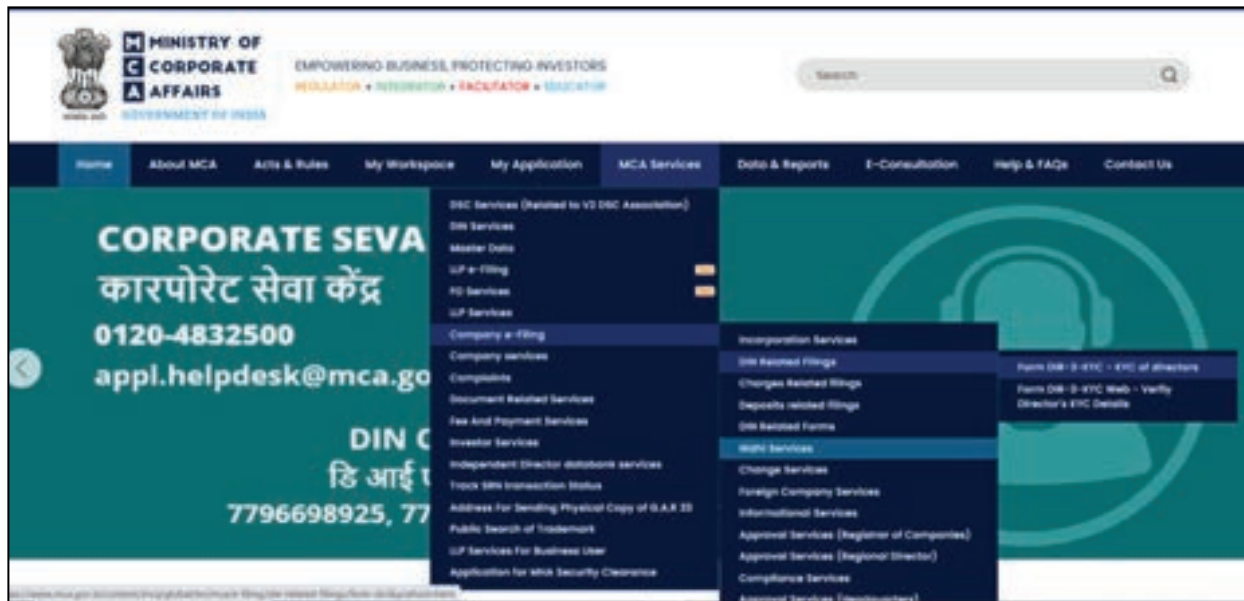 MINISTRY OF
CORPORATE
AFFAIRS
GOVERNMENT OF INDIA
EMPOWERING BUSINESS, PROTECTING INVESTORS
REGULATOR • INTEGRATOR • FACILITATOR • EDUCATOR
Search
Home About MCA Acts & Rules My Workspace My Application MCA Services Data & Reports E-Consultation Help & FAQs Contact Us
CORPORATE SEVA
कारपोरेट सेवा केंद्र
0120-4832500
appl.helpdesk@mca.go
DIN C
डि आई
7796698925, 77
DSC Services (Related to V2 DSC Association)
DIN Services
Master Data
LLP e-Filing
FO Services
LLP Services
Company e-Filing
Company services
Complaints
Document Related Services
Fee And Payment Services
Investor Services
Independent Director databank services
Track SRN transaction Status
Address For Sending Physical Copy of G.A.R 33
Public Search of Trademark
LLP Services For Business User
Application for MHA Security Clearance
Incorporation Services
DIN Related Filings
Charges Related filings
Deposits related filings
DIN Related Forms
Nidhi Services
Change Services
Foreign Company Services
Informational Services
Approval Services (Registrar of Companies)
Approval Services (Regional Director)
Compliance Services
Approval Services (Headquarters)
Form DIR-3-KYC - KYC of directors
Form DIR-3-KYC Web - Verify
Director's KYC Details